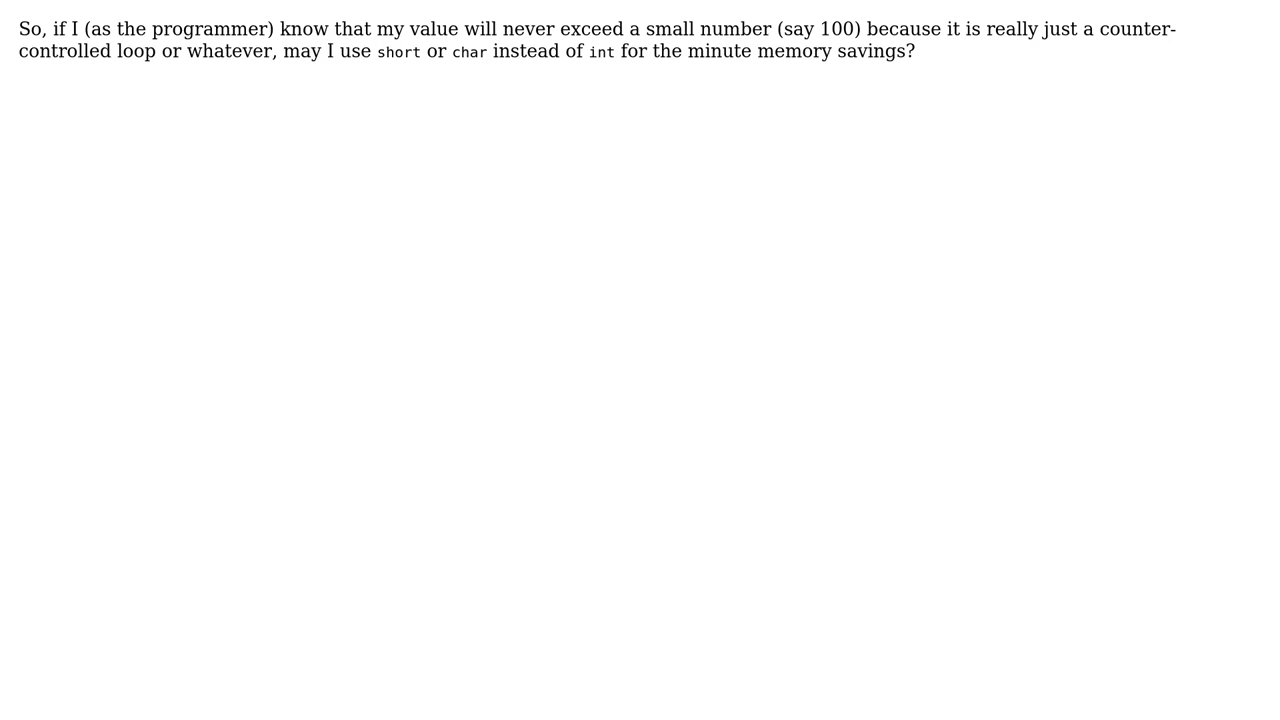 So, if I (as the programmer) know that my value will never exceed a small number (say 100) because it is really just a counter-
controlled loop or whatever, may I use short or char instead of int for the minute memory savings?